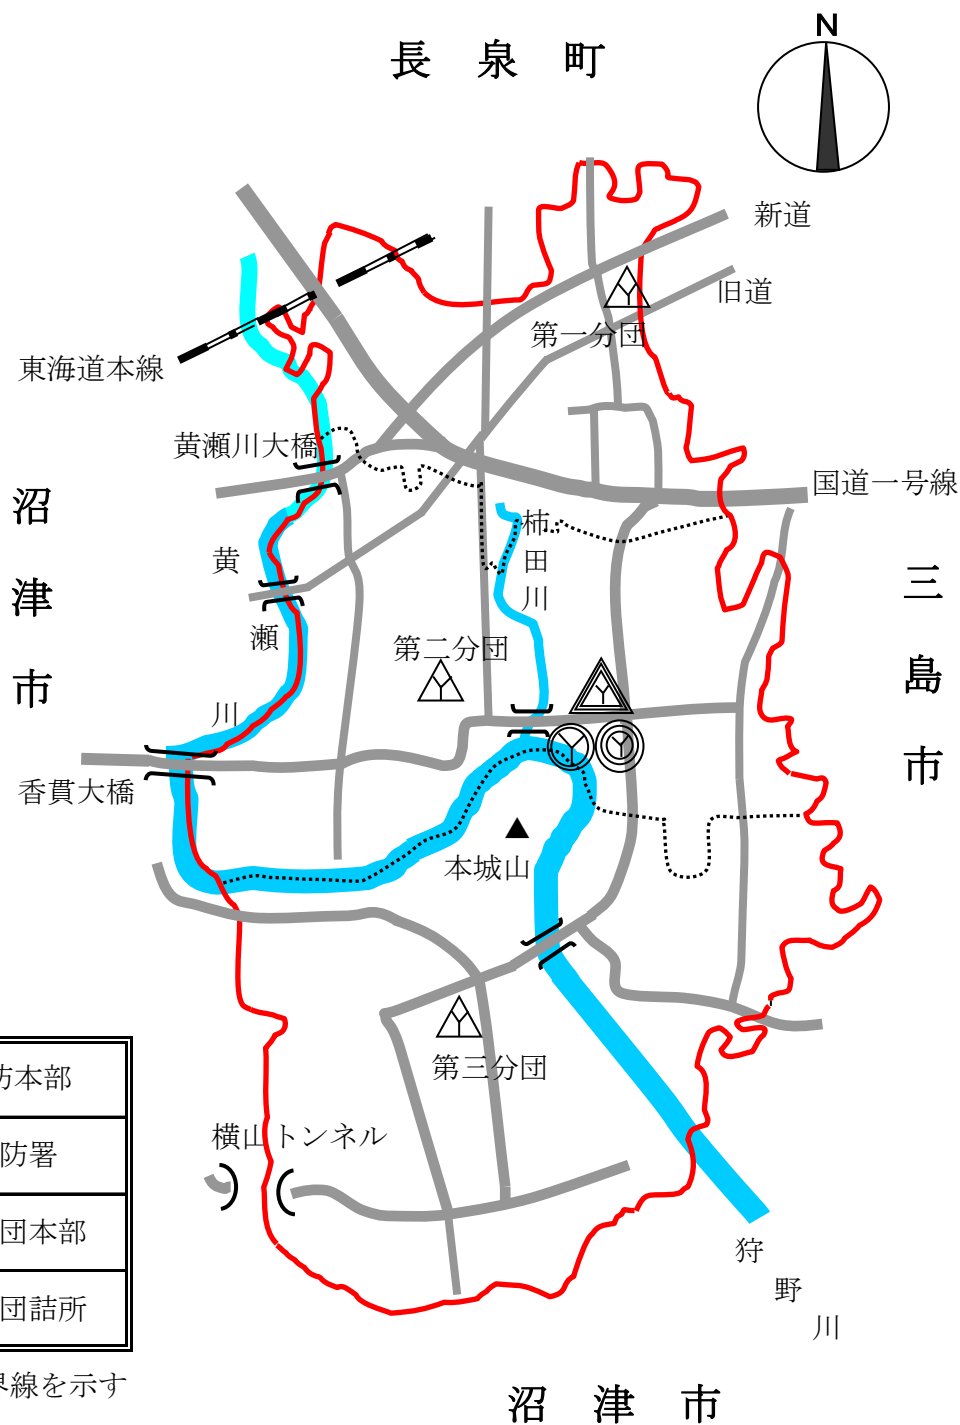 N
長泉町
新道
旧道
第一分団
東海道本線
黄瀬川大橋
国道一号線
沼津市
柿田川
黄瀬川
三島市
第二分団
香貫大橋
本城山
第三分団
防本部
横山トンネル
防署
団本部
狩野川
団詰所
界線を示す
沼津市